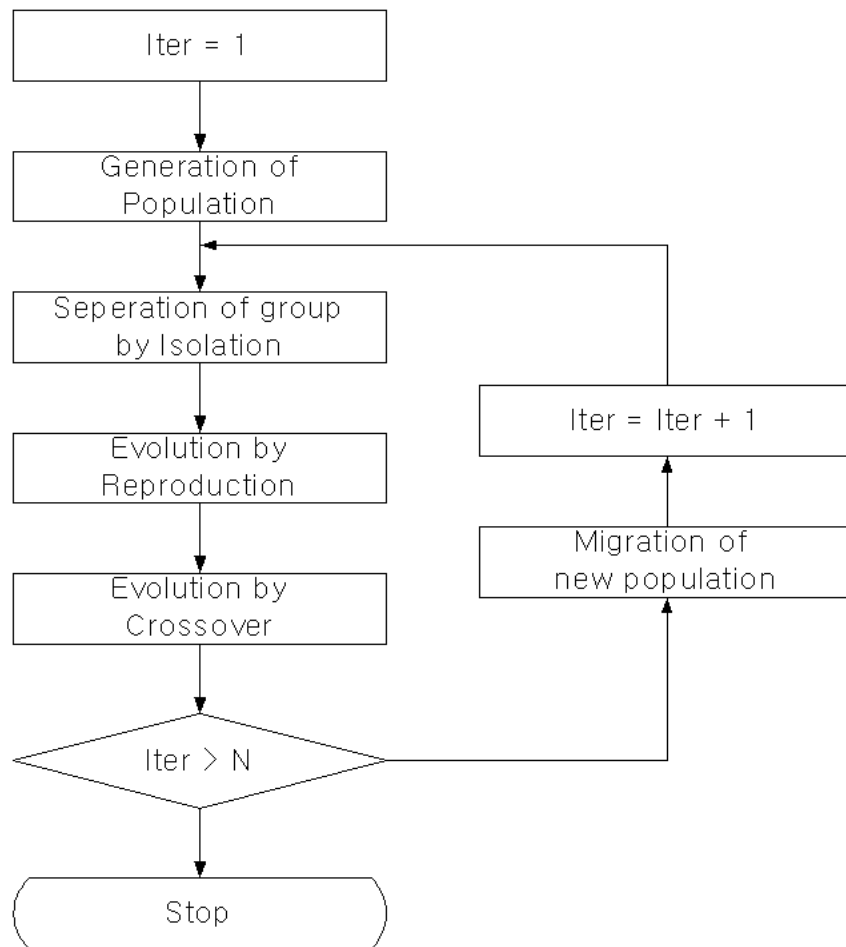 Iter = 1
Generation of
Population
Seperation of group
by Isolation
Iter = Iter + 1
Evolution by
Reproduction
Migration of
new population
Evolution by
Crossover
Iter > N
Stop